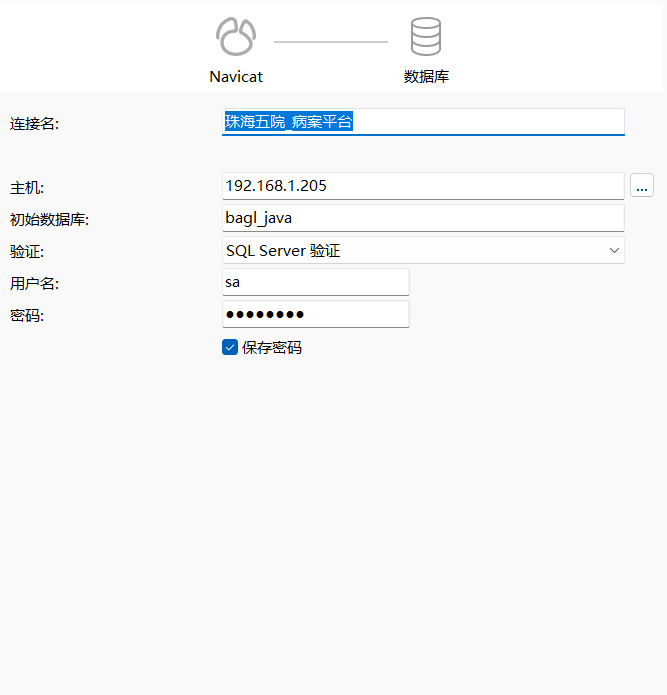 Navicat 数据库
连接名: 珠海五院_病案平台
主机: 192.168.1.205 ...
初始数据库: bagl_java
验证: SQL Server 验证
用户名: sa
密码: ●●●●●●●●
保存密码